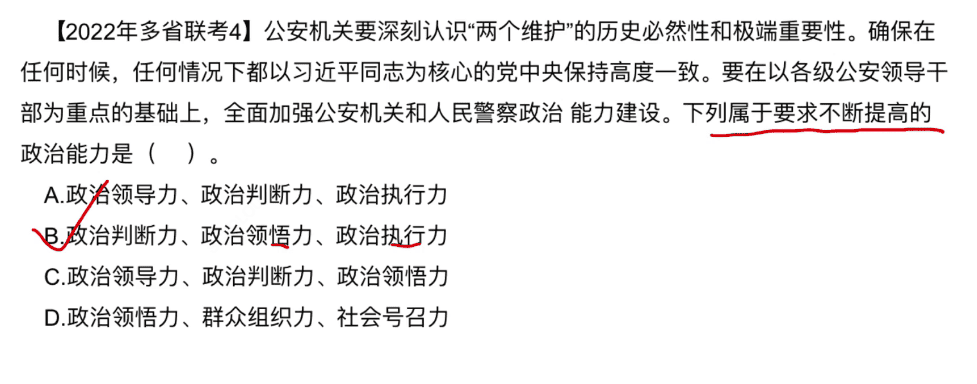 【2022年多省联考4】公安机关要深刻认识“两个维护”的历史必然性和极端重要性。确保在
任何时候，任何情况下都以习近平同志为核心的党中央保持高度一致。要在以各级公安领导干
部为重点的基础上，全面加强公安机关和人民警察政治 能力建设。下列属于要求不断提高的
政治能力是（    ）。
A.政治领导力、政治判断力、政治执行力
B.政治判断力、政治领悟力、政治执行力
C.政治领导力、政治判断力、政治领悟力
D.政治领悟力、群众组织力、社会号召力